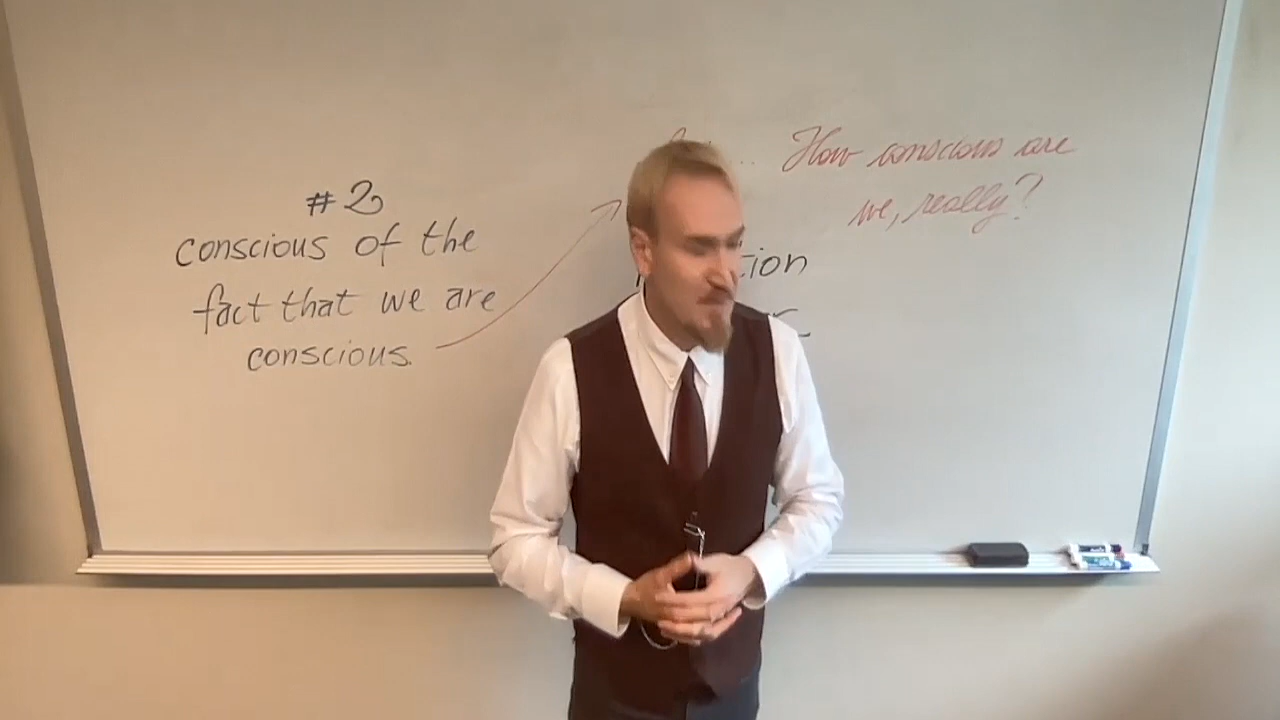 #2
conscious of the
fact that we are
conscious.
... How conscious are
we, really?
tion